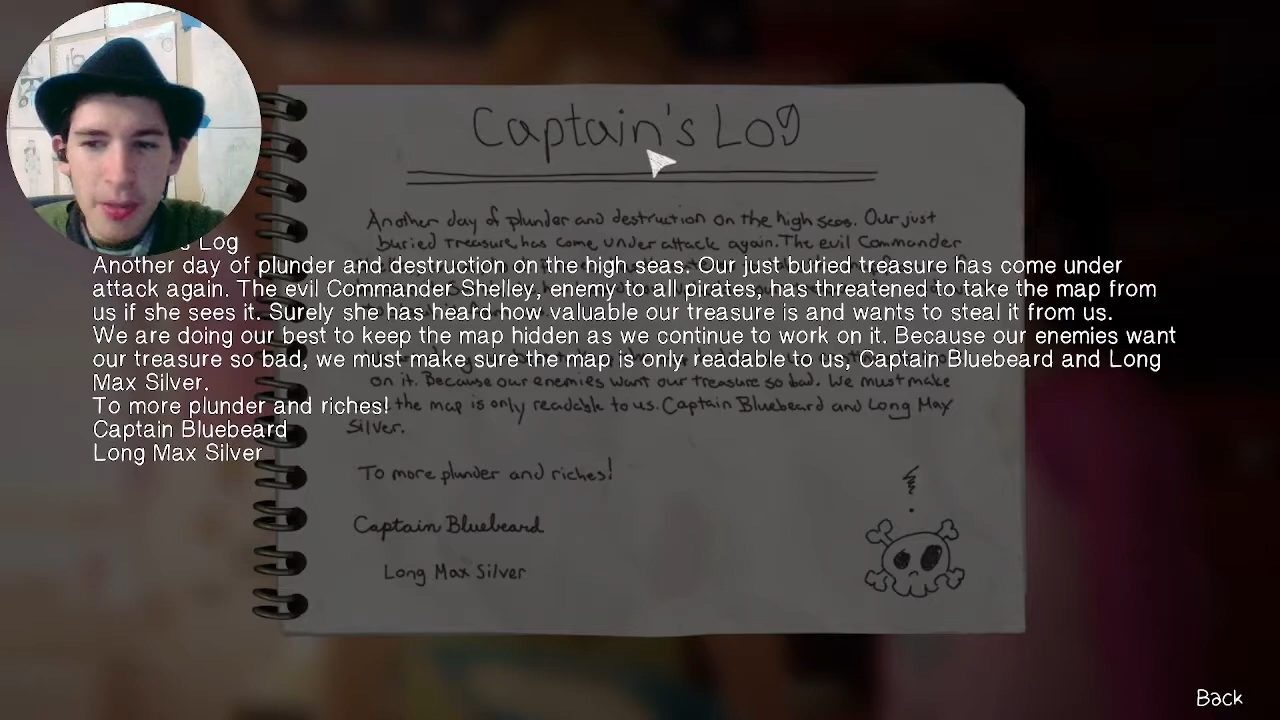 Captain's Log
Another day of plunder and destruction on the high seas. Our just
buried treasure has come under attack again. The evil Commander
s Log
Another day of plunder and destruction on the high seas. Our just buried treasure has come under
attack again. The evil Commander Shelley, enemy to all pirates, has threatened to take the map from
us if she sees it. Surely she has heard how valuable our treasure is and wants to steal it from us.
We are doing our best to keep the map hidden as we continue to work on it. Because our enemies want
our treasure so bad, we must make sure the map is only readable to us, Captain Bluebeard and Long
Max Silver.
on it. Because our enemies want our treasure so bad. We must make
To more plunder and riches!
the map is only readable to us. Captain Bluebeard and Long Max
Captain Bluebeard
Silver.
Long Max Silver
To more plunder and riches!
Captain Bluebeard
Long Max Silver
Back